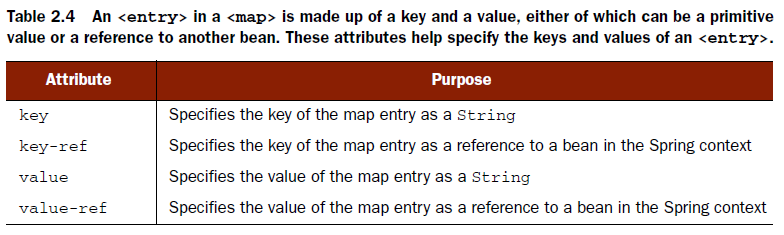 Table 2.4 An <entry> in a <map> is made up of a key and a value, either of which can be a primitive
value or a reference to another bean. These attributes help specify the keys and values of an <entry>.
Attribute Purpose
key Specifies the key of the map entry as a String
key-ref Specifies the key of the map entry as a reference to a bean in the Spring context
value Specifies the value of the map entry as a String
value-ref Specifies the value of the map entry as a reference to a bean in the Spring context